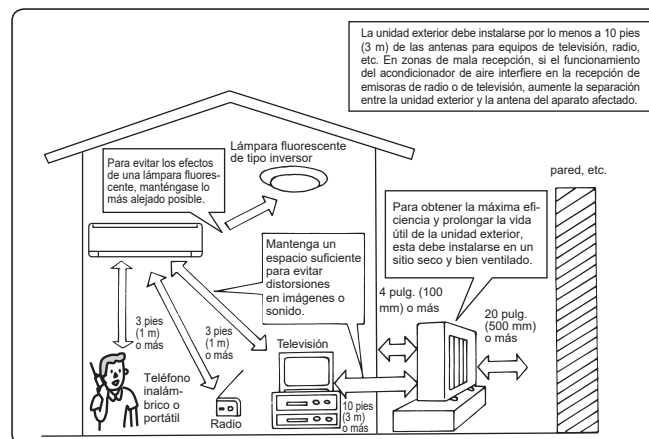 La unidad exterior debe instalarse por lo menos a 10 pies
(3 m) de las antenas para equipos de televisión, radio,
etc. En zonas de mala recepción, si el funcionamiento
del acondicionador de aire interfiere en la recepción de
emisoras de radio o de televisión, aumente la separación
entre la unidad exterior y la antena del aparato afectado.
Lámpara fluorescente
de tipo inversor
Para evitar los efectos
de una lámpara fluores-
cente, manténgase lo
más alejado posible.
pared, etc.
Para obtener la máxima efi-
ciencia y prolongar la vida
útil de la unidad exterior,
esta debe instalarse en un
sitio seco y bien ventilado.
Mantenga un
espacio suficiente
para evitar
distorsiones
en imágenes o
sonido.
4 pulg. (100
mm) o más
20 pulg.
(500 mm)
o más
3 pies
(1 m)
o más
3 pies
(1 m)
o más
Televisión
Teléfono
inalám-
brico o
portátil
Radio
10 pies
(3 m)
o más